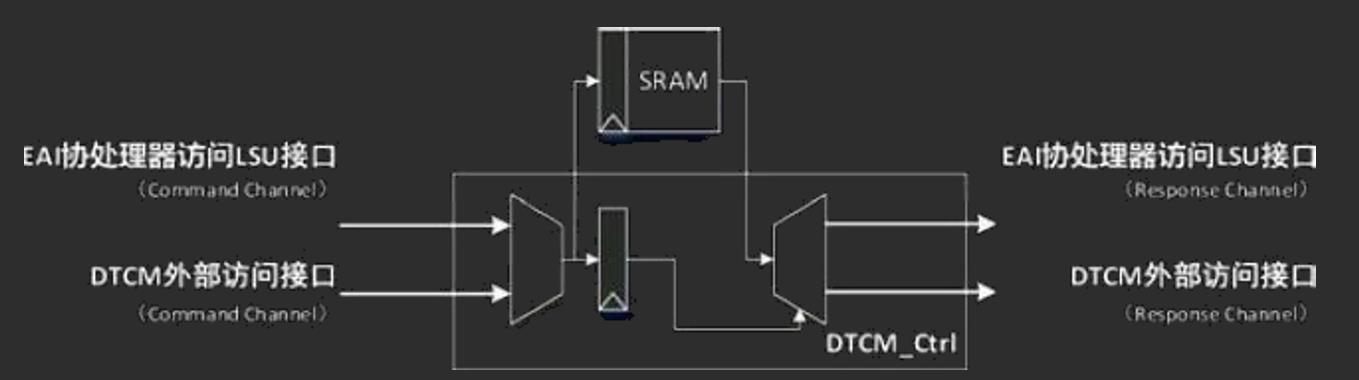 SRAM
EAI协处理器访问LSU接口
（Command Channel）
DTCM外部访问接口
（Command Channel）
EAI协处理器访问LSU接口
（Response Channel）
DTCM外部访问接口
（Response Channel）
DTCM_Ctrl